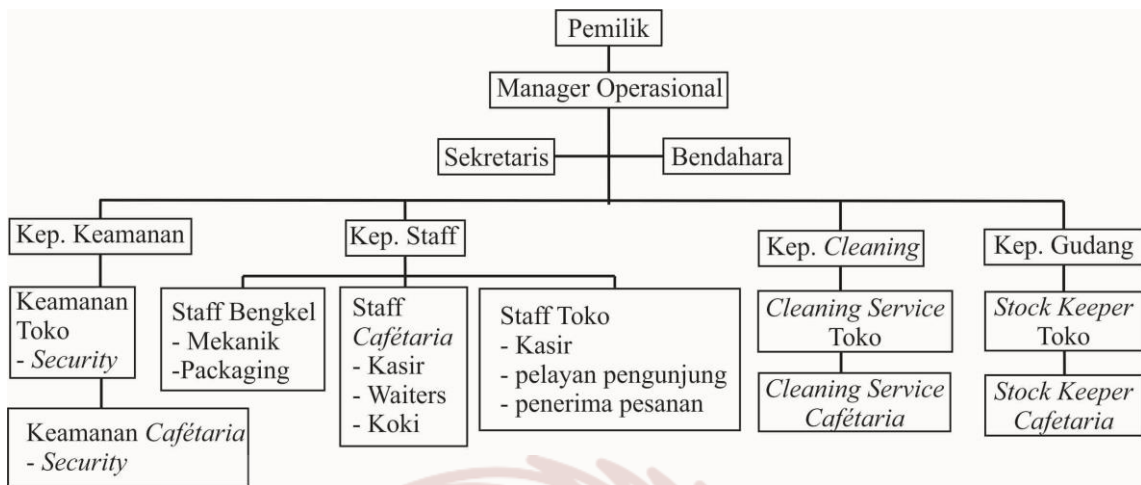 Pemilik
Manager Operasional
Sekretaris
Bendahara
Kep. Keamanan
Kep. Staff
Kep. Cleaning
Kep. Gudang
Keamanan
Toko
- Security
Keamanan Cafétaria
- Security
Staff Bengkel
- Mekanik
-Packaging
Staff
Cafétaria
- Kasir
- Waiters
- Koki
Staff Toko
- Kasir
- pelayan pengunjung
- penerima pesanan
Cleaning Service
Toko
Cleaning Service
Cafétaria
Stock Keeper
Toko
Stock Keeper
Cafetaria